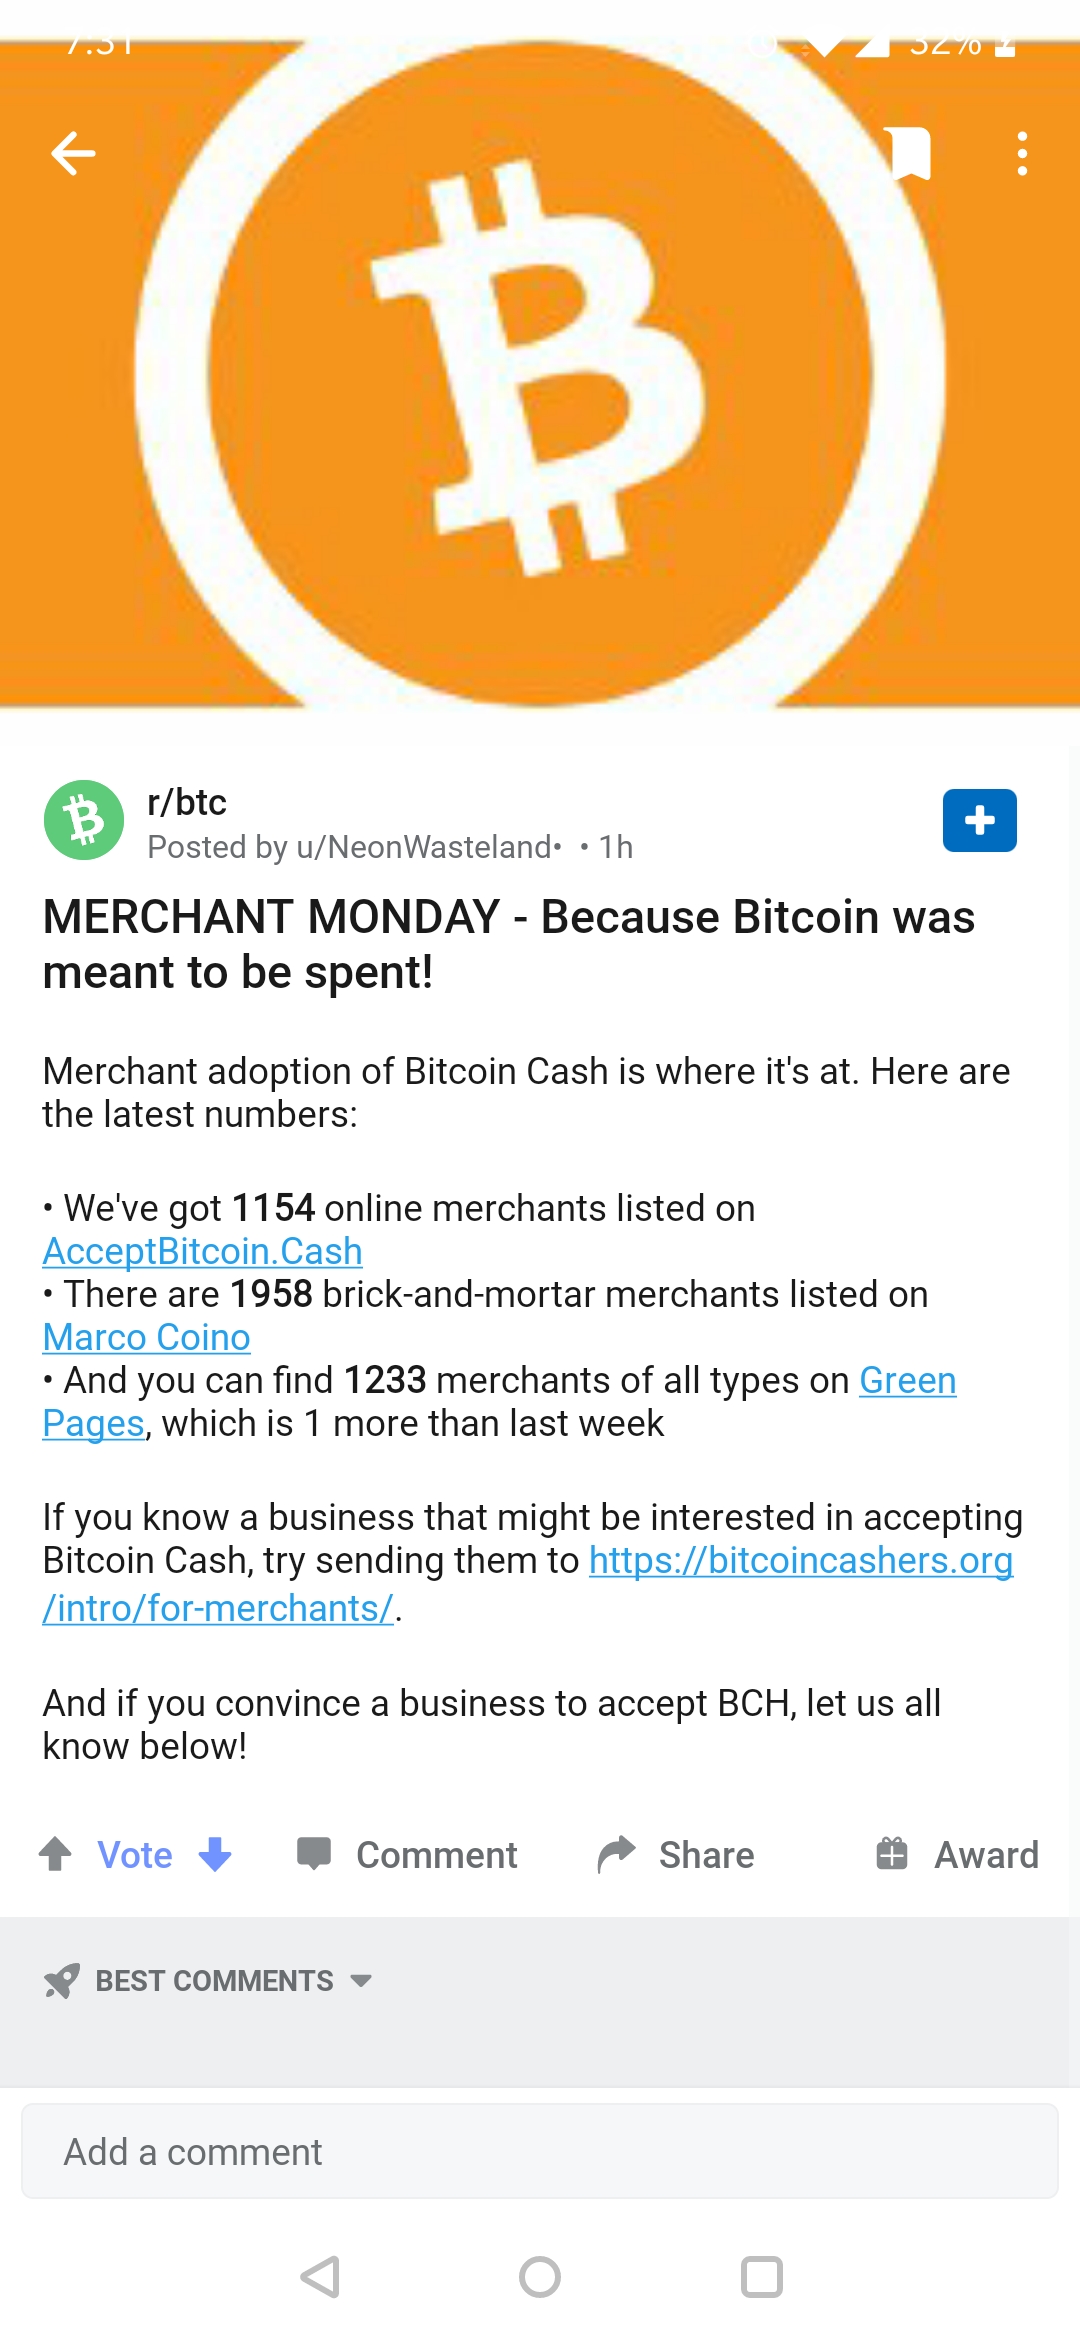 7:31 32%
r/btc
Posted by u/NeonWasteland• • 1h
MERCHANT MONDAY - Because Bitcoin was
meant to be spent!
Merchant adoption of Bitcoin Cash is where it's at. Here are
the latest numbers:
• We've got 1154 online merchants listed on
AcceptBitcoin.Cash
• There are 1958 brick-and-mortar merchants listed on
Marco Coino
• And you can find 1233 merchants of all types on Green
Pages, which is 1 more than last week
If you know a business that might be interested in accepting
Bitcoin Cash, try sending them to https://bitcoincashers.org
/intro/for-merchants/.
And if you convince a business to accept BCH, let us all
know below!
Vote Comment Share Award
BEST COMMENTS
Add a comment